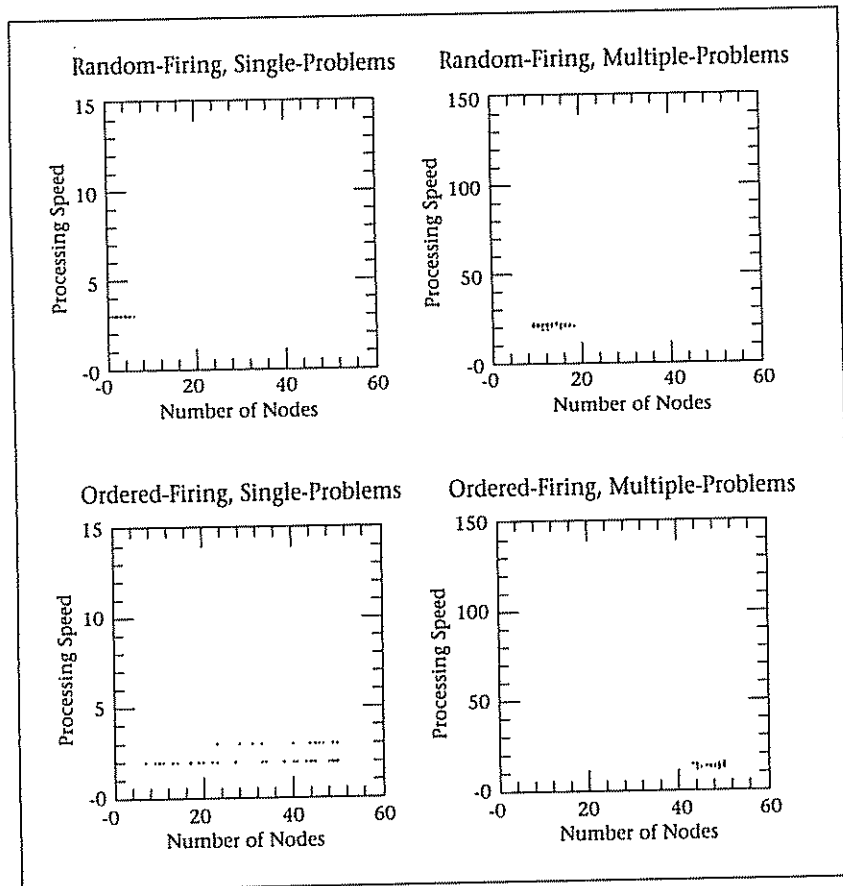 Random-Firing, Single-Problems
Processing Speed
15
10
5
-0
-0 20 40 60
Number of Nodes
Random-Firing, Multiple-Problems
Processing Speed
150
100
50
-0
-0 20 40 60
Number of Nodes
Ordered-Firing, Single-Problems
Processing Speed
15
10
5
-0
-0 20 40 60
Number of Nodes
Ordered-Firing, Multiple-Problems
Processing Speed
150
100
50
-0
-0 20 40 60
Number of Nodes